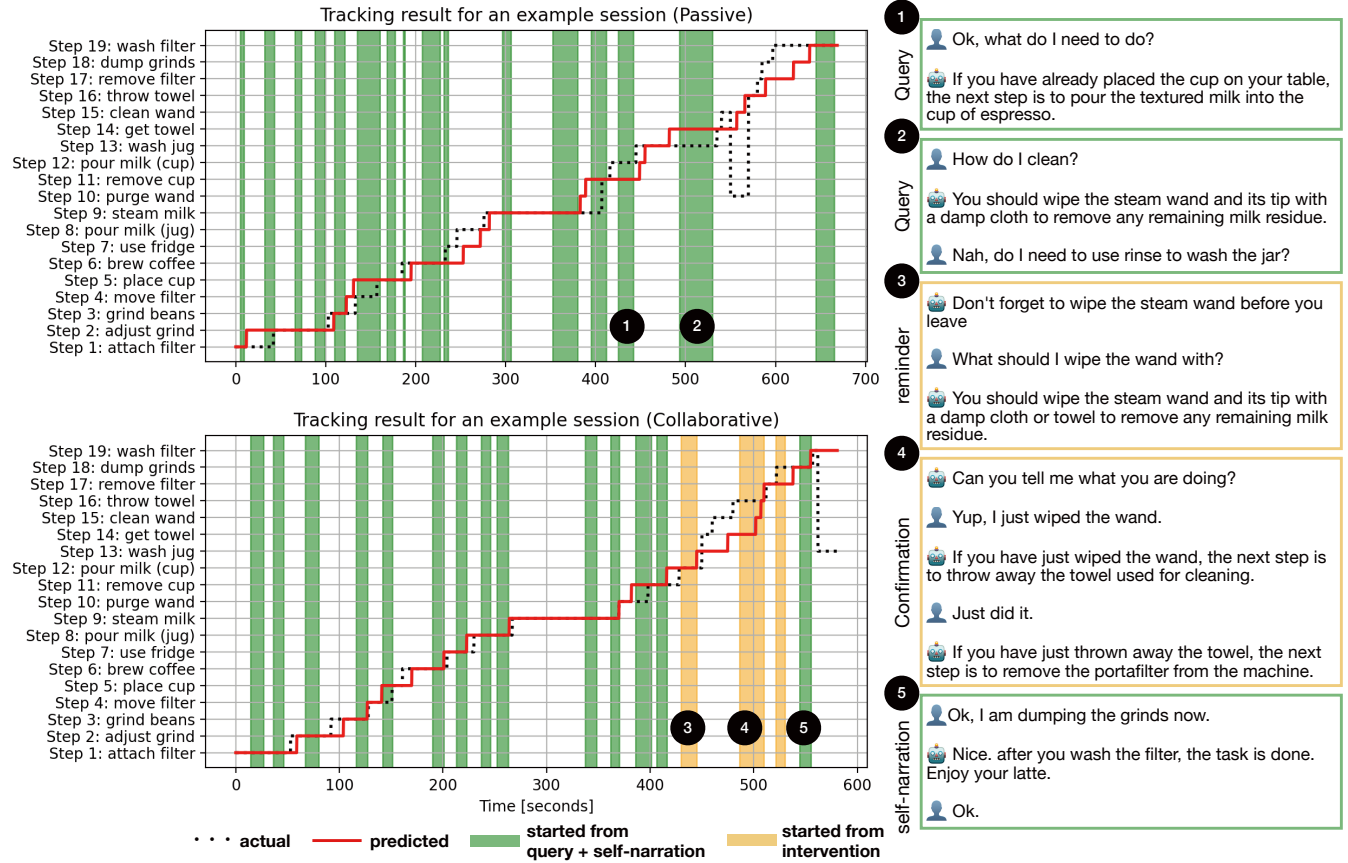 Tracking result for an example session (Passive)
Step 19: wash filter
Step 18: dump grinds
Step 17: remove filter
Step 16: throw towel
Step 15: clean wand
Step 14: get towel
Step 13: wash jug
Step 12: pour milk (cup)
Step 11: remove cup
Step 10: purge wand
Step 9: steam milk
Step 8: pour milk (jug)
Step 7: use fridge
Step 6: brew coffee
Step 5: place cup
Step 4: move filter
Step 3: grind beans
Step 2: adjust grind
Step 1: attach filter
1
2
0
100
200
300
400
500
600
700
Tracking result for an example session (Collaborative)
Step 19: wash filter
Step 18: dump grinds
Step 17: remove filter
Step 16: throw towel
Step 15: clean wand
Step 14: get towel
Step 13: wash jug
Step 12: pour milk (cup)
Step 11: remove cup
Step 10: purge wand
Step 9: steam milk
Step 8: pour milk (jug)
Step 7: use fridge
Step 6: brew coffee
Step 5: place cup
Step 4: move filter
Step 3: grind beans
Step 2: adjust grind
Step 1: attach filter
3
4
5
0
100
200
300
400
500
600
Time [seconds]
actual
predicted
started from
query + self-narration
started from
intervention
1
Query
Ok, what do I need to do?
If you have already placed the cup on your table,
the next step is to pour the textured milk into the
cup of espresso.
2
Query
How do I clean?
You should wipe the steam wand and its tip with
a damp cloth to remove any remaining milk residue.
Nah, do I need to use rinse to wash the jar?
3
reminder
Don't forget to wipe the steam wand before you
leave
What should I wipe the wand with?
You should wipe the steam wand and its tip with
a damp cloth or towel to remove any remaining milk
residue.
4
Confirmation
Can you tell me what you are doing?
Yup, I just wiped the wand.
If you have just wiped the wand, the next step is
to throw away the towel used for cleaning.
Just did it.
If you have just thrown away the towel, the next
step is to remove the portafilter from the machine.
5
self-narration
Ok, I am dumping the grinds now.
Nice. after you wash the filter, the task is done.
Enjoy your latte.
Ok.